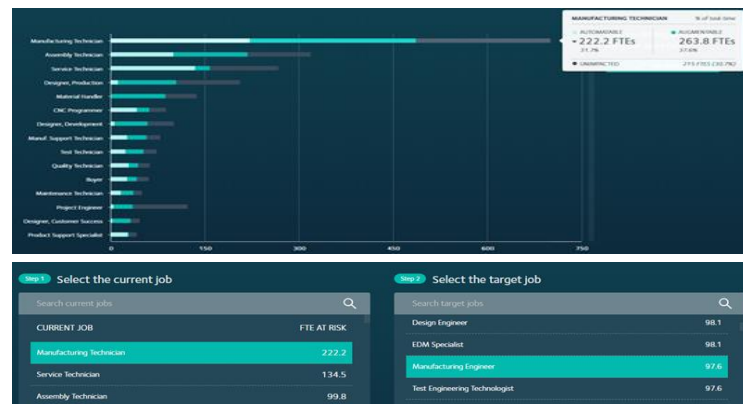 MANUFACTURING TECHNICIAN % of total time
AUTOMATABLE AUGMENTABLE
222.2 FTEs 263.8 FTEs
31.7% 37.6%
UNIMPACTED
Manufacturing Technician
Assembly Technician
Service Technician
Designer, Production
Material Handler
CNC Programmer
Designer, Development
Manuf. Support Technician
Test Technician
Quality Technician
Buyer
Maintenance Technician
Project Engineer
Designer, Customer Success
Product Support Specialist
0 150 300 450 600 750
Step 1 Select the current job
Search current jobs
CURRENT JOB FTE AT RISK
Manufacturing Technician 222.2
Service Technician 134.5
Assembly Technician 99.8
Step 2 Select the target job
Search target jobs
Design Engineer 98.1
EDM Specialist 98.1
Manufacturing Engineer 97.6
Test Engineering Technologist 97.6